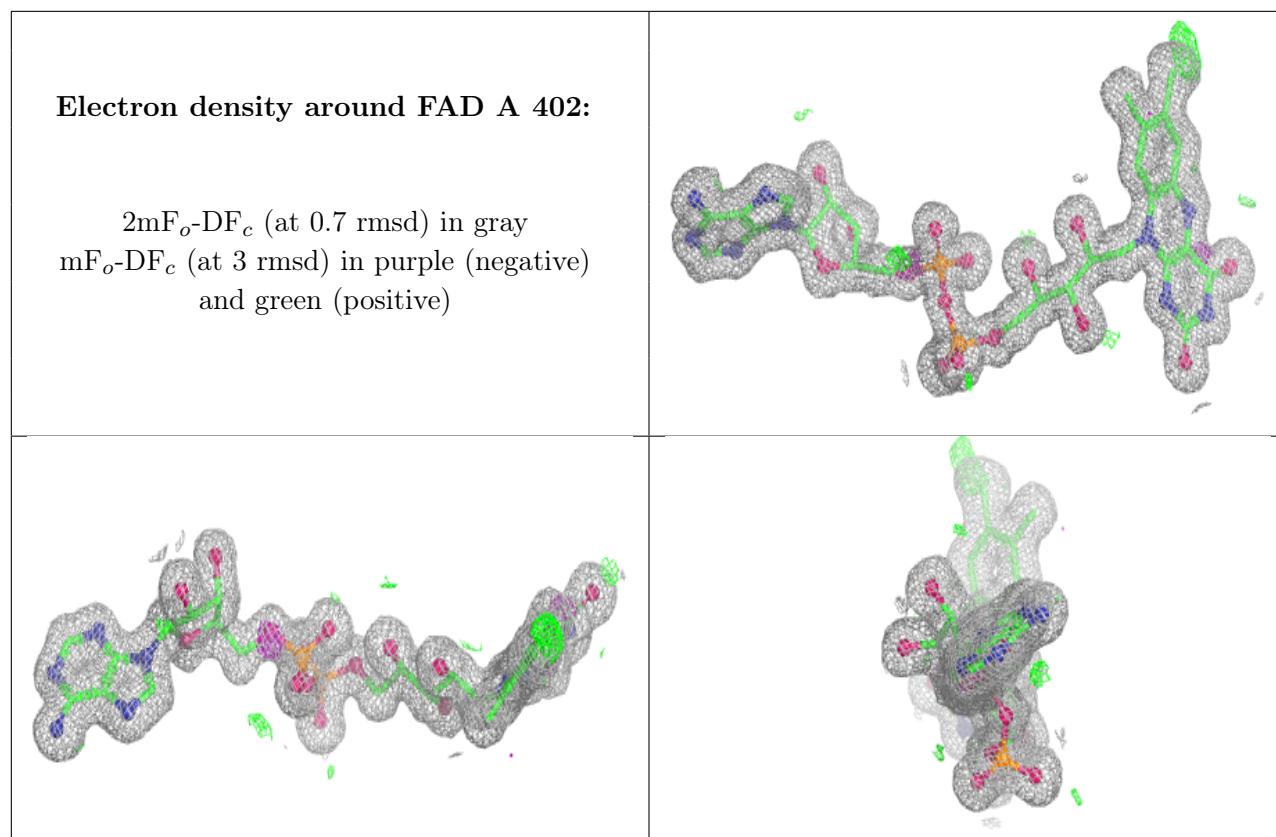 Electron density around FAD A 402:
2mFo-DFc (at 0.7 rmsd) in gray
mFo-DFc (at 3 rmsd) in purple (negative)
and green (positive)